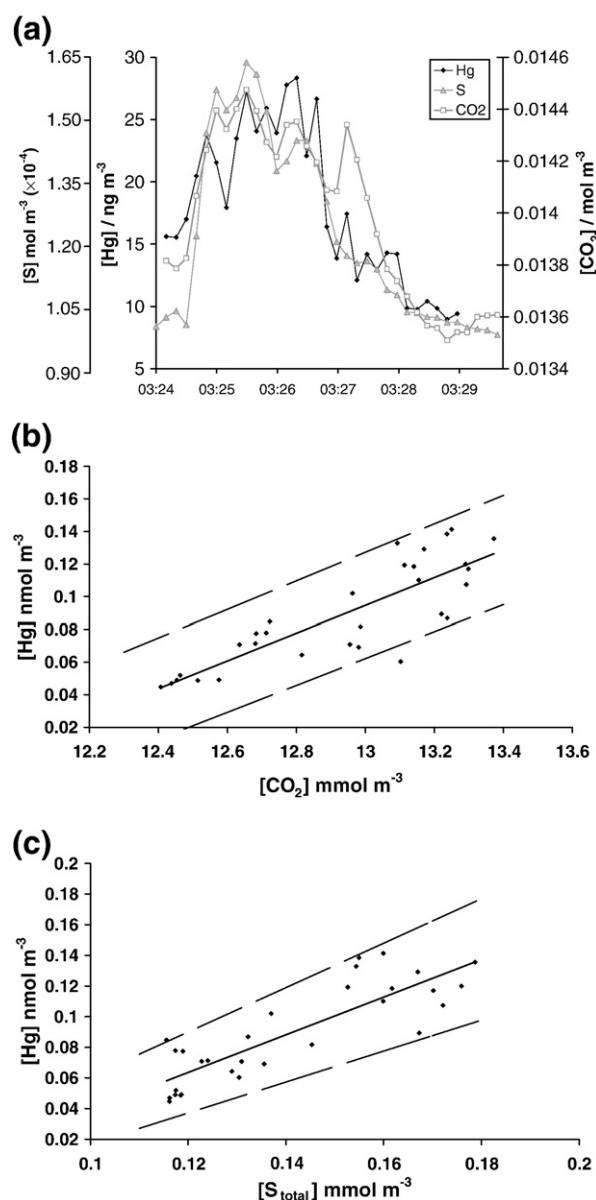 (a)
1.65
1.50
1.35
1.20
1.05
0.90
[S] mol m-3 (×10-4)
30
25
20
15
10
5
[Hg] / ng m-3
Hg
S
CO2
0.0146
0.0144
0.0142
0.014
0.0138
0.0136
0.0134
[CO2] / mol m-3
03:24 03:25 03:26 03:27 03:28 03:29
(b)
0.18
0.16
0.14
0.12
0.1
0.08
0.06
0.04
0.02
[Hg] nmol m-3
12.2 12.4 12.6 12.8 13 13.2 13.4 13.6
[CO2] mmol m-3
(c)
0.2
0.18
0.16
0.14
0.12
0.1
0.08
0.06
0.04
0.02
[Hg] nmol m-3
0.1 0.12 0.14 0.16 0.18 0.2
[Stotal] mmol m-3